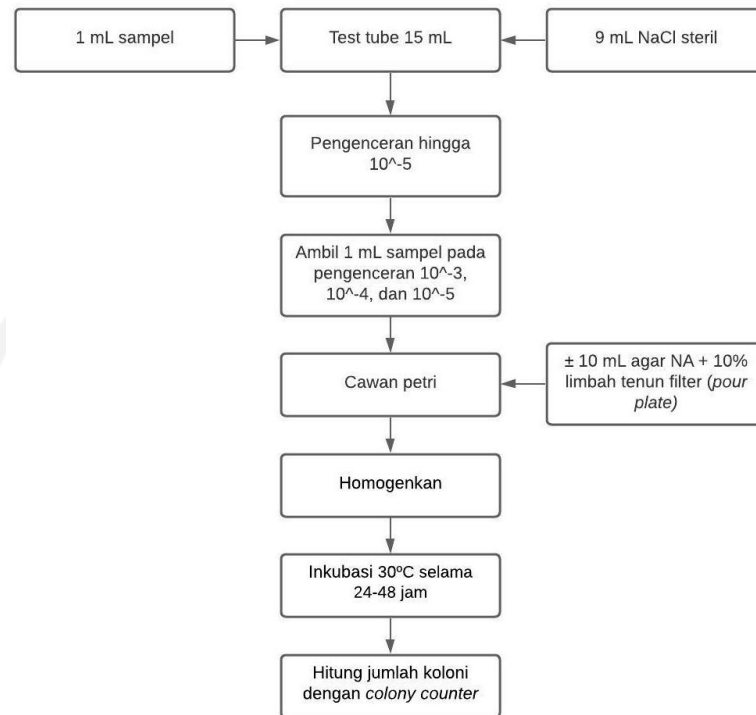 1 mL sampel
Test tube 15 mL
9 mL NaCl steril
Pengenceran hingga
10^-5
Ambil 1 mL sampel pada
pengenceran 10^-3,
10^-4, dan 10^-5
Cawan petri
± 10 mL agar NA + 10%
limbah tenun filter (pour
plate)
Homogenkan
Inkubasi 30ºC selama
24-48 jam
Hitung jumlah koloni
dengan colony counter